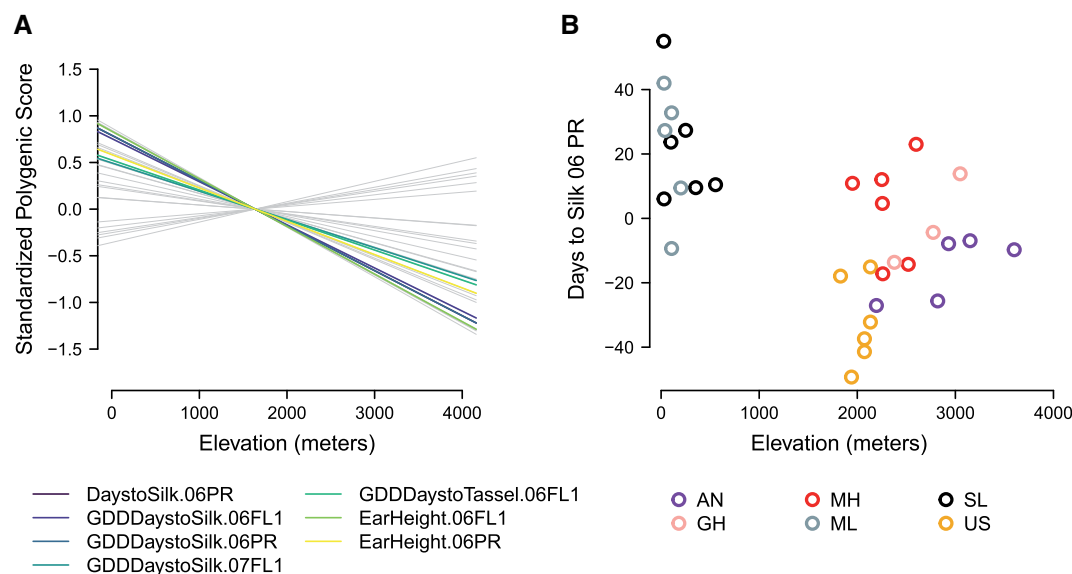 A
Standardized Polygenic Score
1.5
1.0
0.5
0.0
−0.5
−1.0
−1.5
0 1000 2000 3000 4000
Elevation (meters)
DaystoSilk.06PR
GDDDaystoSilk.06FL1
GDDDaystoSilk.06PR
GDDDaystoSilk.07FL1
GDDDaystoTassel.06FL1
EarHeight.06FL1
EarHeight.06PR
B
Days to Silk 06 PR
40
20
0
−20
−40
0 1000 2000 3000 4000
Elevation (meters)
AN MH SL
GH ML US